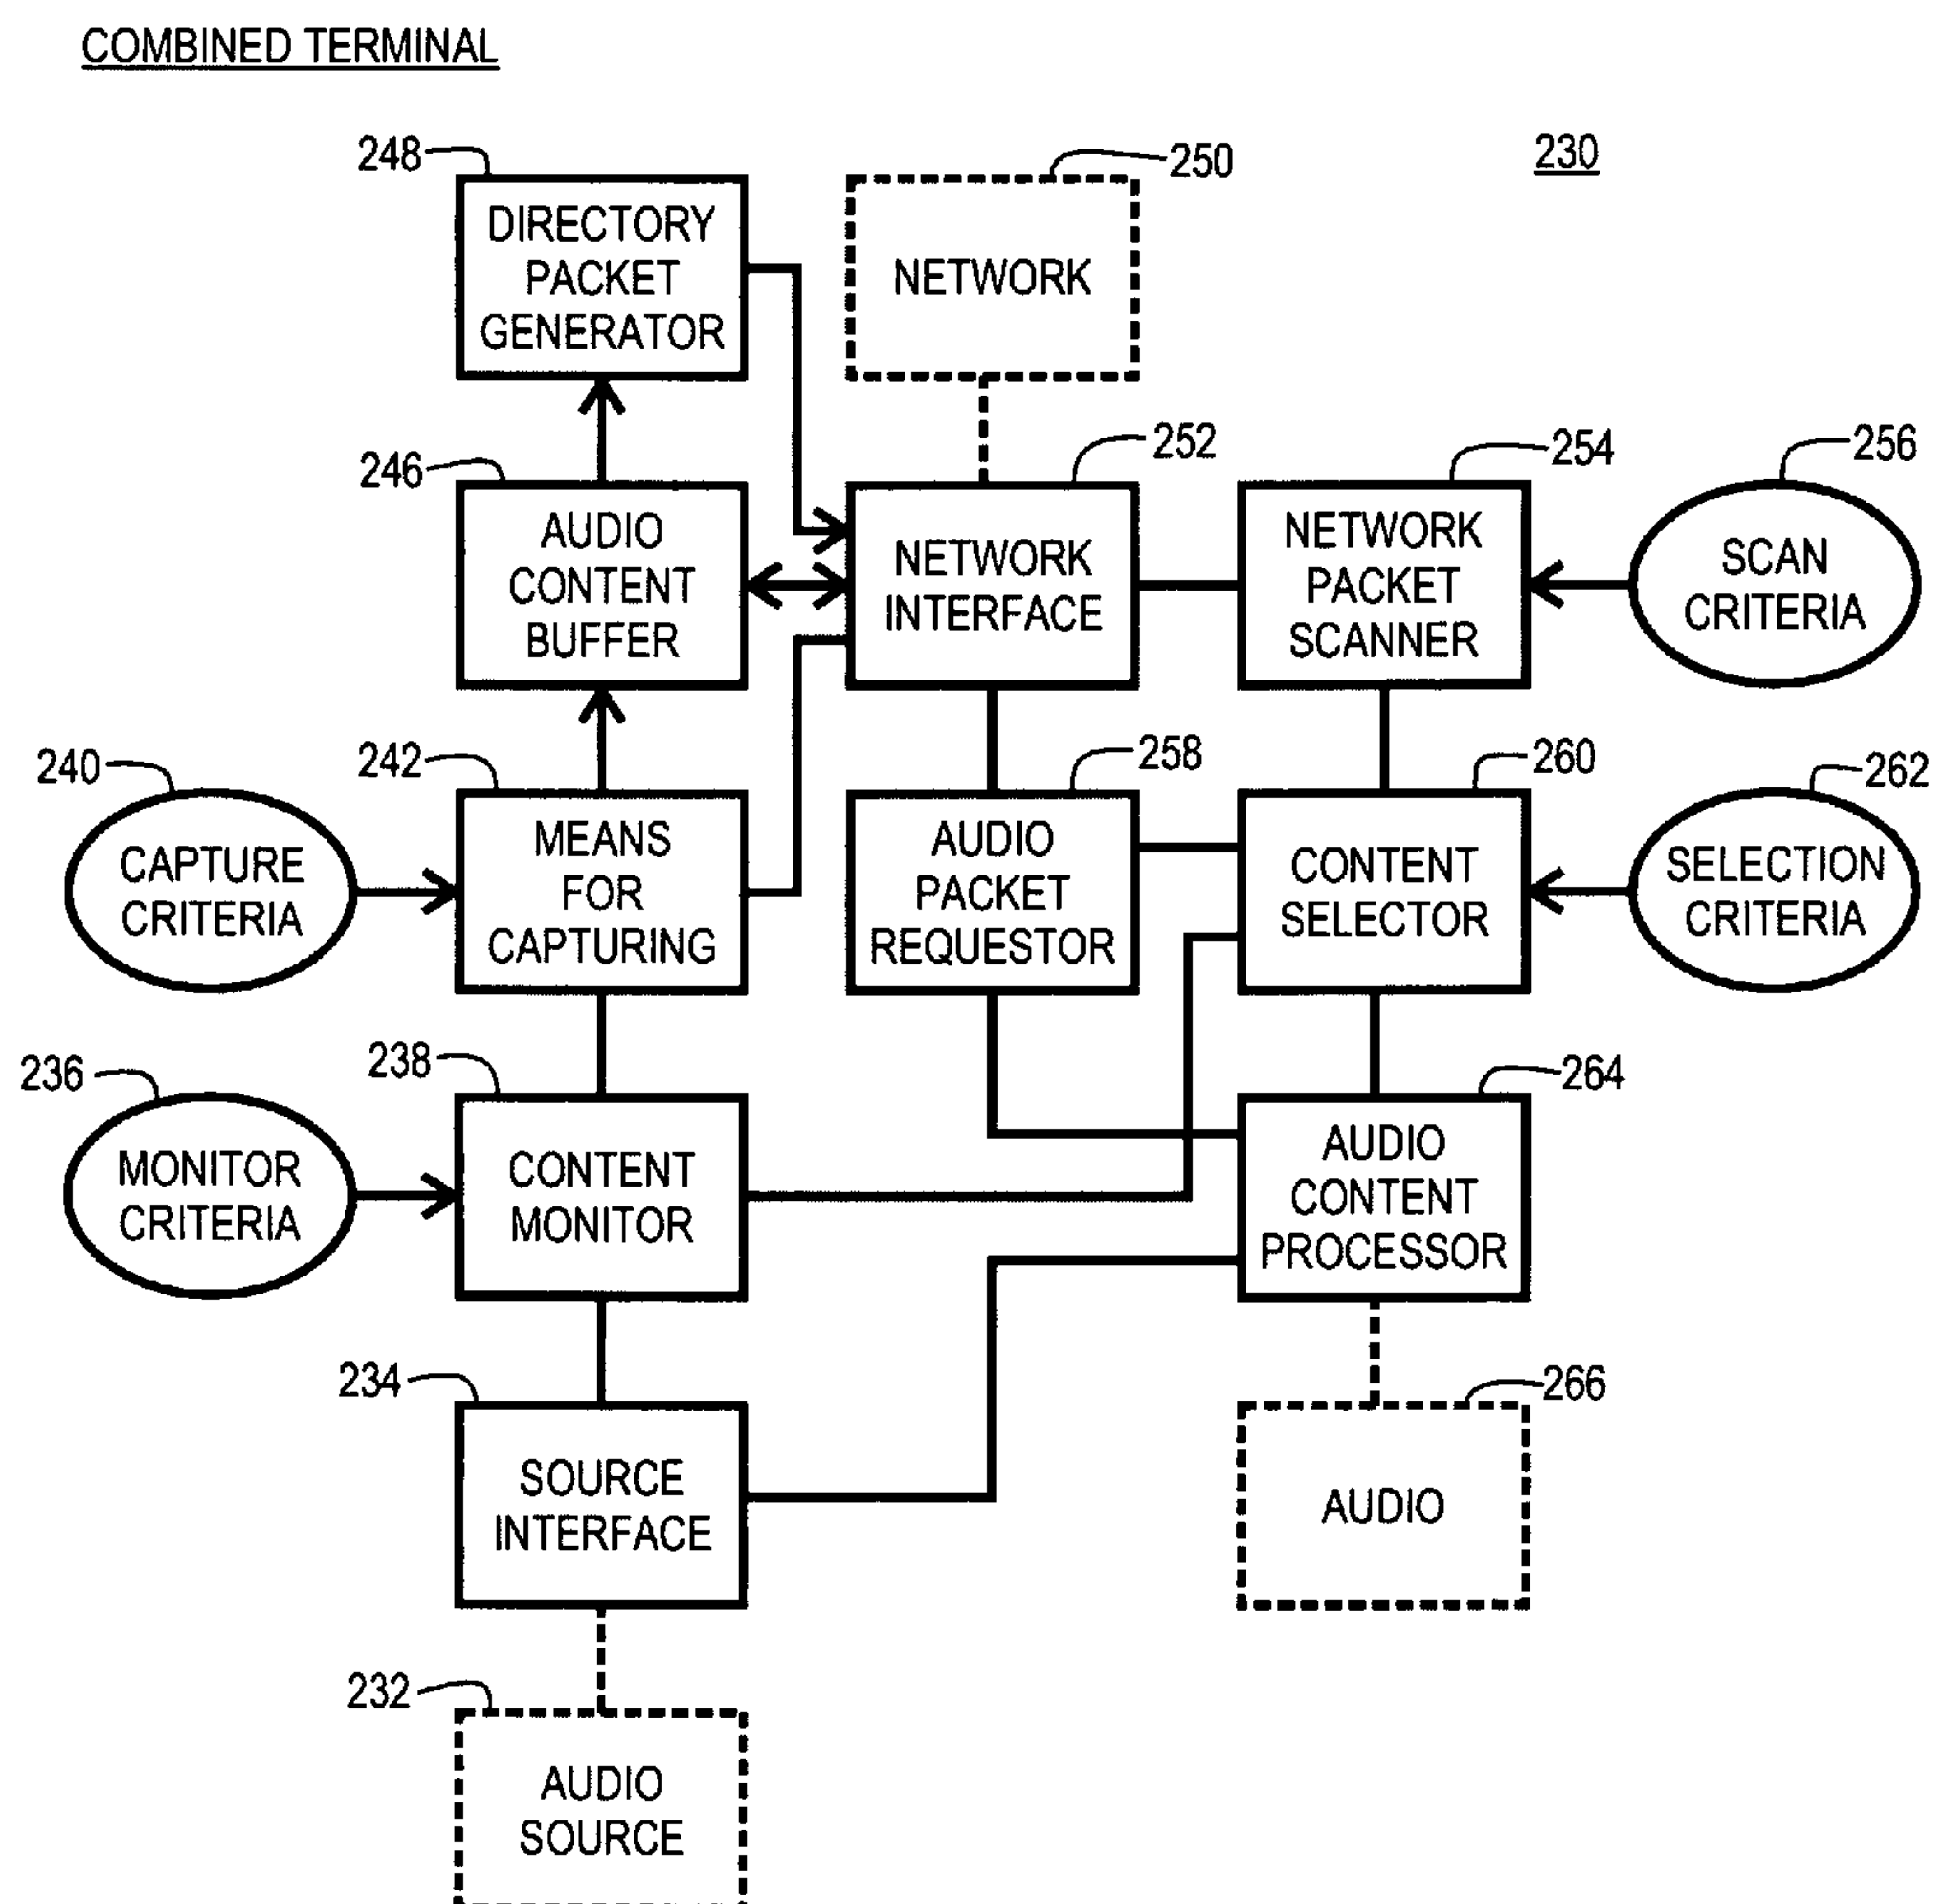 COMBINED TERMINAL
230
248
DIRECTORY
PACKET
GENERATOR
250
NETWORK
246
AUDIO
CONTENT
BUFFER
252
NETWORK
INTERFACE
254
NETWORK
PACKET
SCANNER
256
SCAN
CRITERIA
240
CAPTURE
CRITERIA
242
MEANS
FOR
CAPTURING
258
AUDIO
PACKET
REQUESTOR
260
CONTENT
SELECTOR
262
SELECTION
CRITERIA
236
MONITOR
CRITERIA
238
CONTENT
MONITOR
264
AUDIO
CONTENT
PROCESSOR
234
SOURCE
INTERFACE
266
AUDIO
232
AUDIO
SOURCE